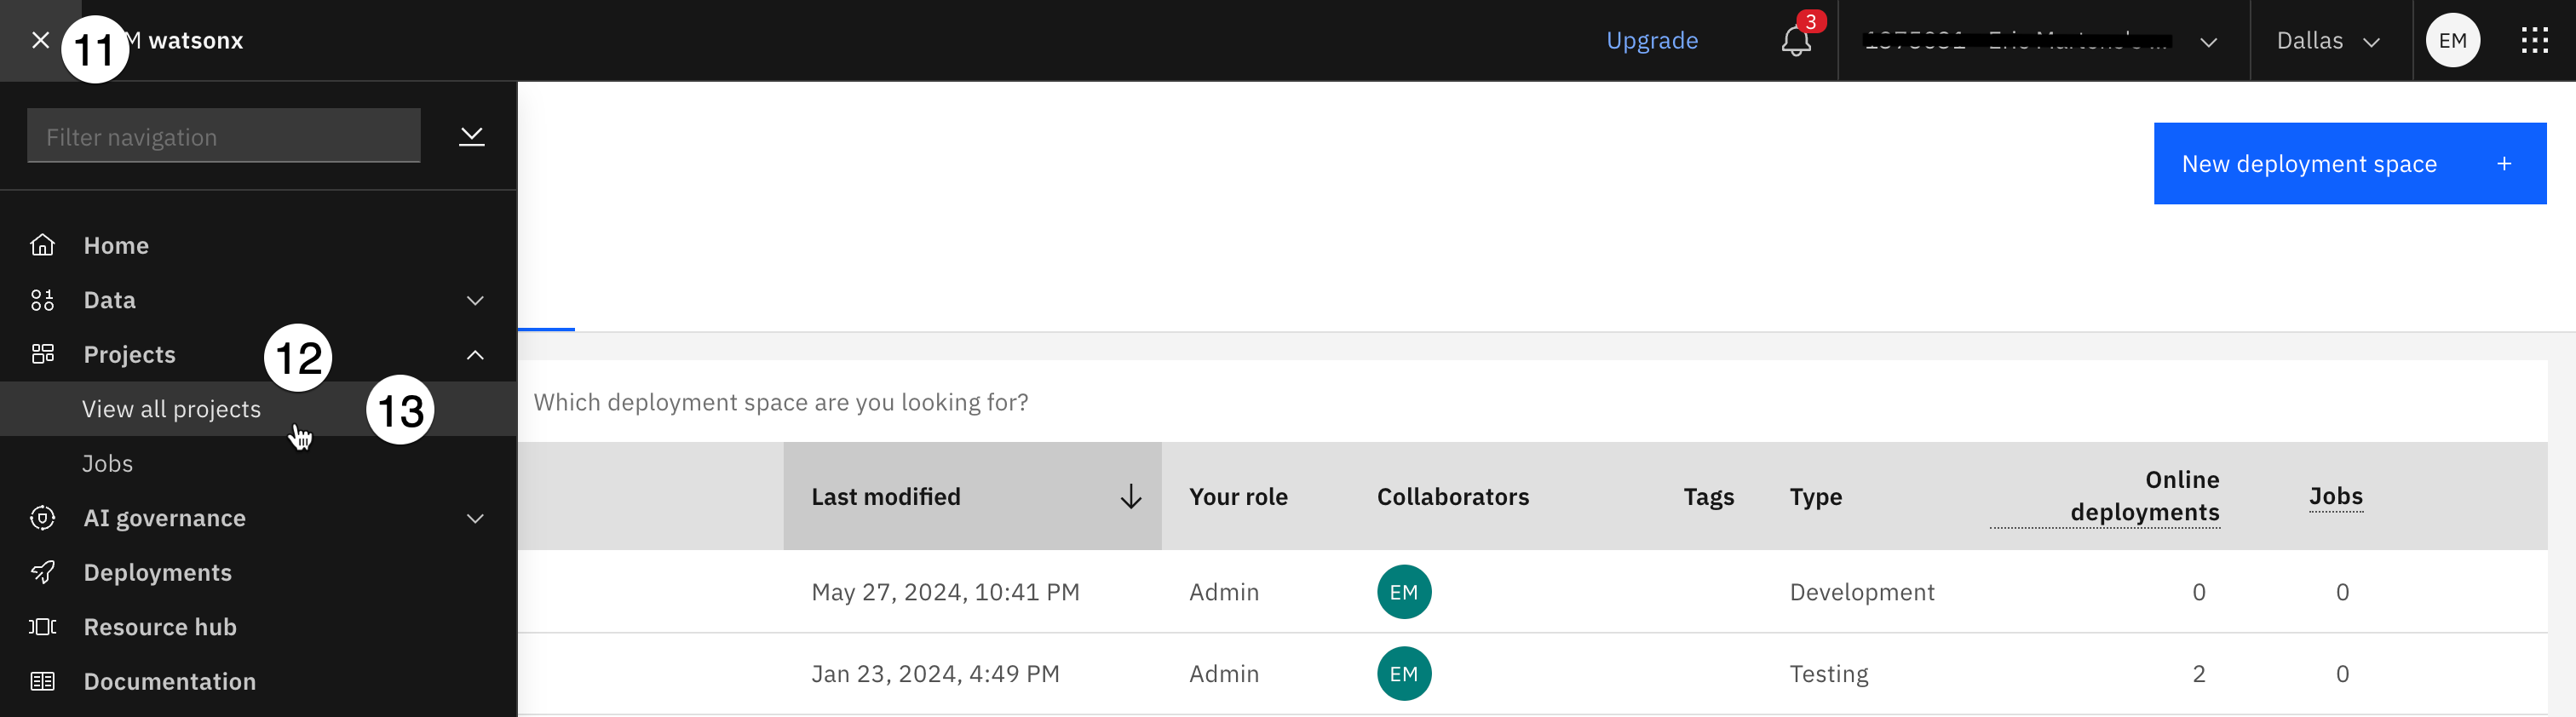 11
M watsonx
Upgrade
3
Dallas
EM
Filter navigation
New deployment space +
Home
Data
Projects
12
View all projects
13
Jobs
AI governance
Deployments
Resource hub
Documentation
Which deployment space are you looking for?
Last modified Your role Collaborators Tags Type Online
deployments Jobs
May 27, 2024, 10:41 PM Admin EM Development 0 0
Jan 23, 2024, 4:49 PM Admin EM Testing 2 0